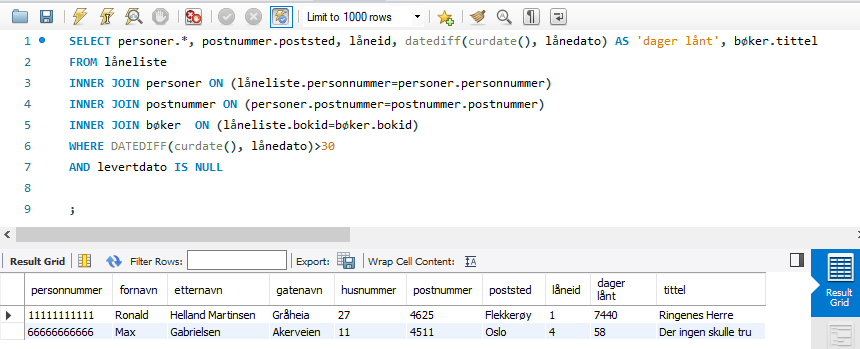 Limit to 1000 rows
1 SELECT personer.*, postnummer.poststed, låneid, datediff(curdate(), lånedato) AS 'dager lånt', bøker.tittel
2 FROM låneliste
3 INNER JOIN personer ON (låneliste.personnummer=personer.personnummer)
4 INNER JOIN postnummer ON (personer.postnummer=postnummer.postnummer)
5 INNER JOIN bøker  ON (låneliste.bokid=bøker.bokid)
6 WHERE DATEDIFF(curdate(), lånedato)>30
7 AND levertdato IS NULL
8
9 ;
Result Grid Filter Rows: Export: Wrap Cell Content:
personnummer fornavn etternavn gatenavn husnummer postnummer poststed låneid dager lånt tittel
11111111111 Ronald Helland Martinsen Gråheia 27 4625 Flekkerøy 1 7440 Ringenes Herre
66666666666 Max Gabrielsen Akerveien 11 4511 Oslo 4 58 Der ingen skulle tru
Result
Grid